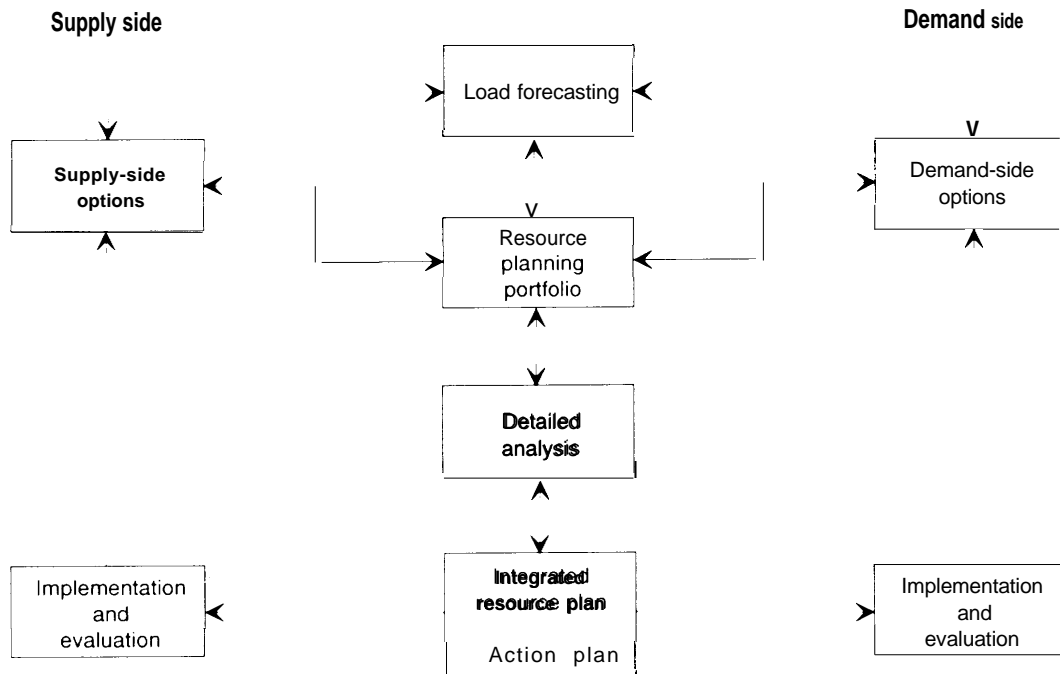 Supply side
Demand side
Load forecasting
Supply-side
options
Demand-side
options
Resource
planning
portfolio
Detailed
analysis
Implementation
and
evaluation
Integrated
resource plan
Action plan
Implementation
and
evaluation